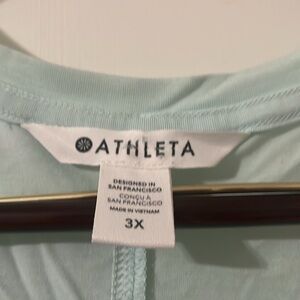 ATHLETA
DESIGNED IN
SAN FRANCISCO
CONÇU À
SAN FRANCISCO
MADE IN VIETNAM
3X